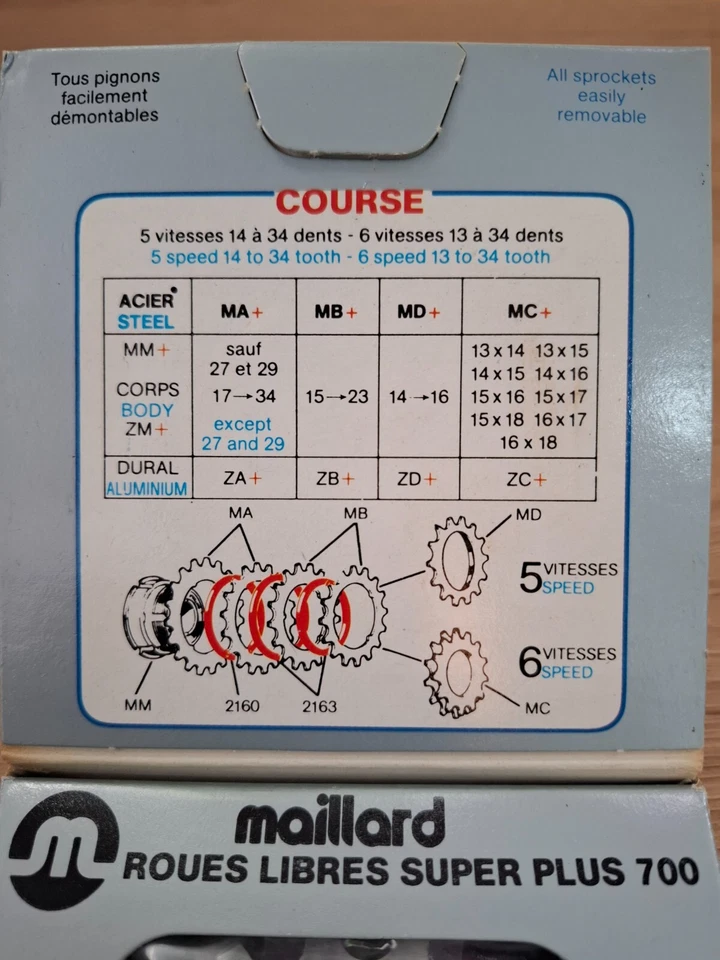 Tous pignons
facilement
démontables
All sprockets
easily
removable
COURSE
5 vitesses 14 à 34 dents - 6 vitesses 13 à 34 dents
5 speed 14 to 34 tooth - 6 speed 13 to 34 tooth
ACIER
STEEL
MA+
MB+
MD+
MC+
MM+
CORPS
BODY
ZM+
sauf
27 et 29
17→34
except
27 and 29
15→23
14→16
13 x 14 13 x 15
14 x 15 14 x 16
15 x 16 15 x 17
15 x 18 16 x 17
16 x 18
DURAL
ALUMINIUM
ZA+
ZB+
ZD+
ZC+
MA
MB
MD
5 VITESSES
SPEED
6 VITESSES
SPEED
MM
2160
2163
MC
m
maillard
ROUES LIBRES SUPER PLUS 700